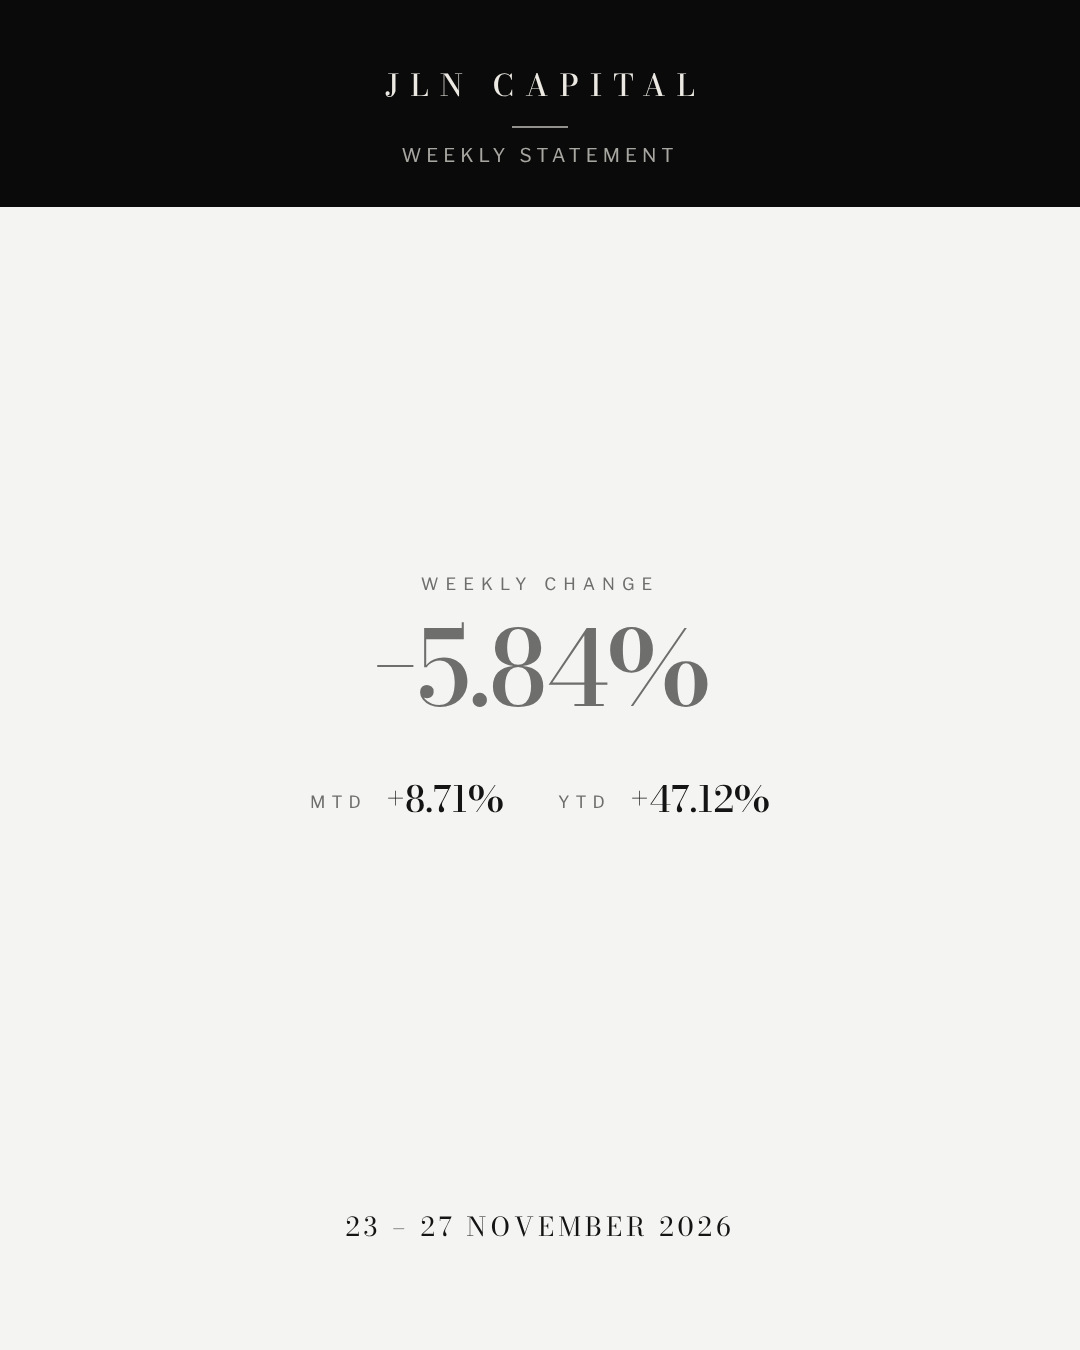 JLN CAPITAL
WEEKLY STATEMENT
WEEKLY CHANGE
–5.84%
MTD +8.71% YTD +47.12%
23 – 27 NOVEMBER 2026